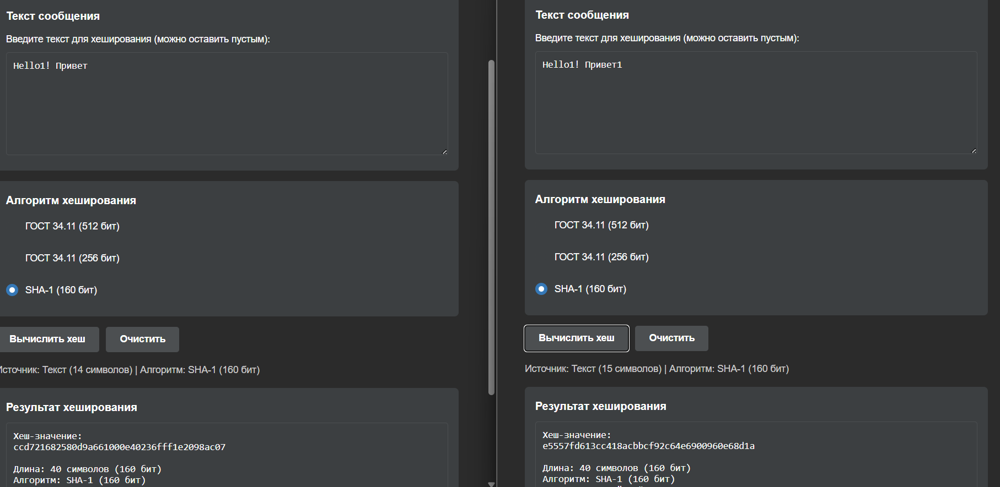 Текст сообщения
Введите текст для хеширования (можно оставить пустым):
Hello1! Привет
Алгоритм хеширования
ГОСТ 34.11 (512 бит)
ГОСТ 34.11 (256 бит)
SHA-1 (160 бит)
Вычислить хеш
Очистить
Источник: Текст (14 символов) | Алгоритм: SHA-1 (160 бит)
Результат хеширования
Хеш-значение:
ccd721682580d9a661000e40236fff1e2098ac07
Длина: 40 символов (160 бит)
Алгоритм: SHA-1 (160 бит)
Текст сообщения
Введите текст для хеширования (можно оставить пустым):
Hello1! Привет1
Алгоритм хеширования
ГОСТ 34.11 (512 бит)
ГОСТ 34.11 (256 бит)
SHA-1 (160 бит)
Вычислить хеш
Очистить
Источник: Текст (15 символов) | Алгоритм: SHA-1 (160 бит)
Результат хеширования
Хеш-значение:
e5557fd613cc418acbbcf92c64e6900960e68d1a
Длина: 40 символов (160 бит)
Алгоритм: SHA-1 (160 бит)